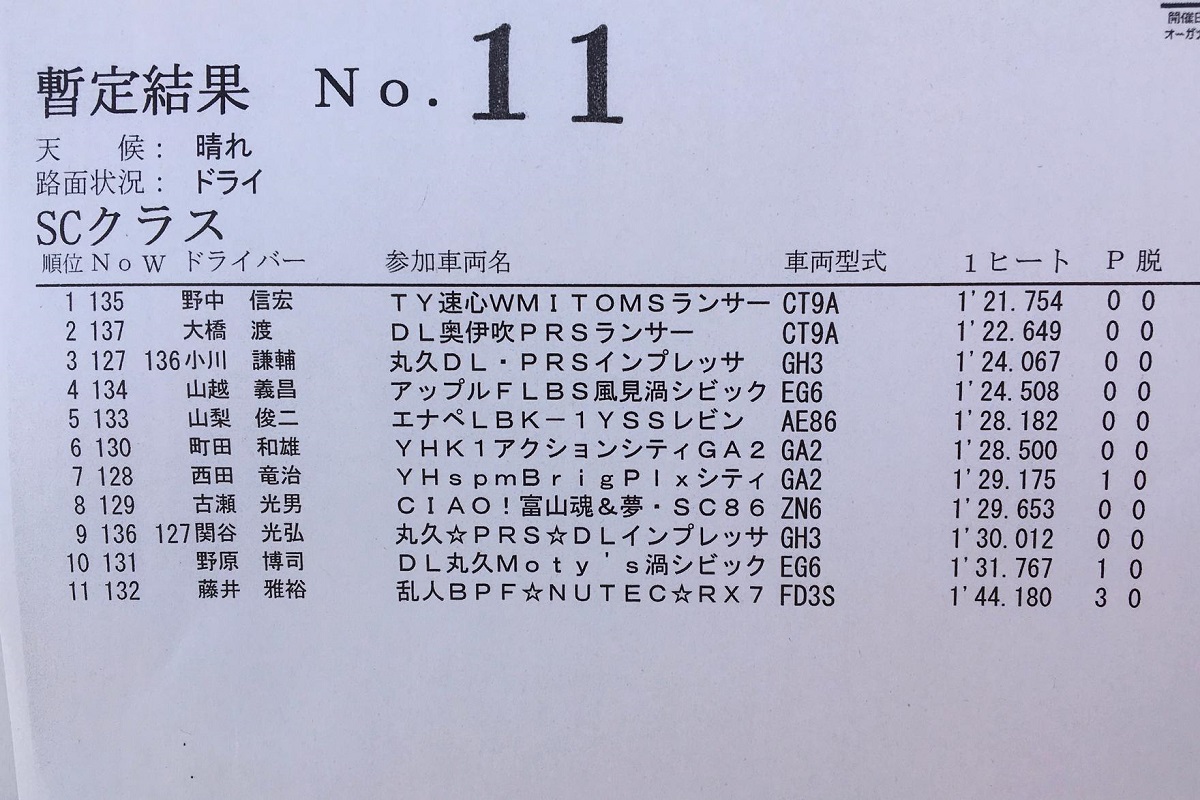 開催日
オーガナ
暫定結果 No. 11
天 候: 晴れ
路面状況: ドライ
SCクラス
順位 No W ドライバー 参加車両名 車両型式 1ヒート P 脱
1 135 野中 信宏 TY速心WMITOMSランサー CT9A 1'21.754 0 0
2 137 大橋 渡 DL奥伊吹PRSランサー CT9A 1'22.649 0 0
3 127 136 小川 謙輔 丸久DL・PRSインプレッサ GH3 1'24.067 0 0
4 134 山越 義昌 アップルFLBS風見渦シビック EG6 1'24.508 0 0
5 133 山梨 俊二 エナペLBK-1YSSレビン AE86 1'28.182 0 0
6 130 町田 和雄 YHK1アクションシティGA2 GA2 1'28.500 0 0
7 128 西田 竜治 YHspmBrigPlxシティ GA2 1'29.175 1 0
8 129 古瀬 光男 CIAO!富山魂&夢・SC86 ZN6 1'29.653 0 0
9 136 127 関谷 光弘 丸久☆PRS☆DLインプレッサ GH3 1'30.012 0 0
10 131 野原 博司 DL丸久Moty's渦シビック EG6 1'31.767 1 0
11 132 藤井 雅裕 乱人BPF☆NUTEC☆RX7 FD3S 1'44.180 3 0